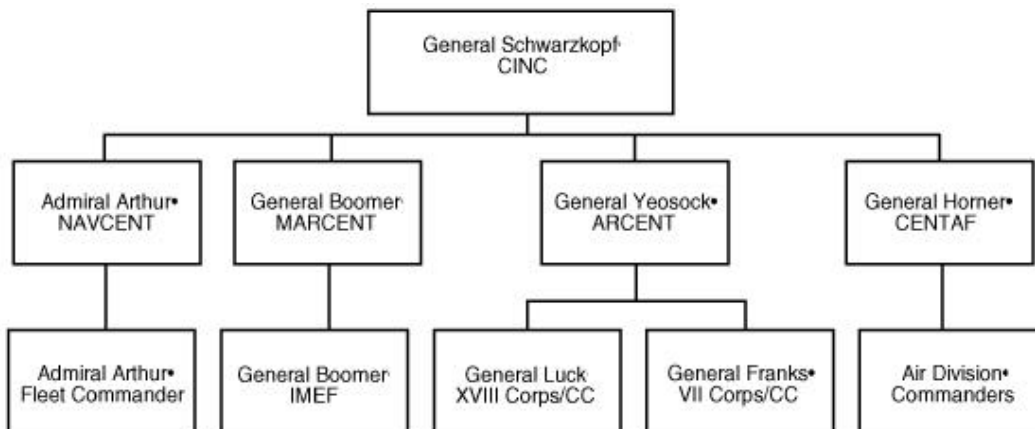 General Schwarzkopf
CINC
Admiral Arthur•
NAVCENT
General Boomer
MARCENT
General Yeosock•
ARCENT
General Horner•
CENTAF
Admiral Arthur•
Fleet Commander
General Boomer
IMEF
General Luck
XVIII Corps/CC
General Franks•
VII Corps/CC
Air Division•
Commanders